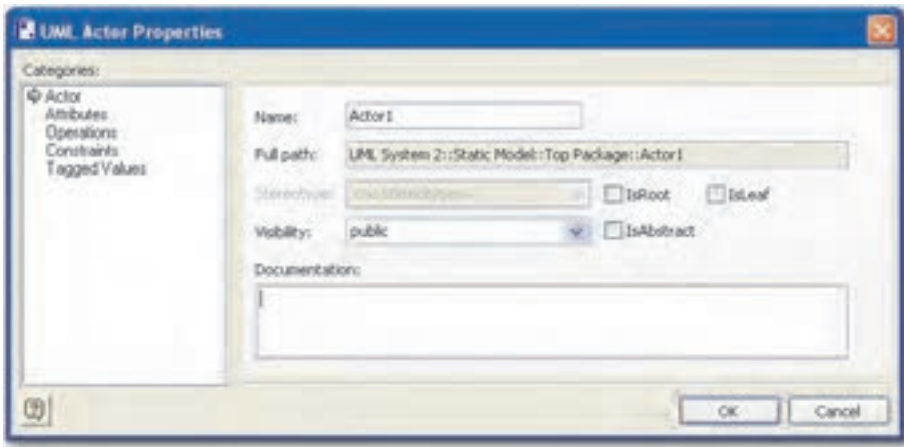 UML Actor Properties
Categories:
Actor
Attributes
Operations
Constraints
Tagged Values
Name: Actor1
Full path: UML System 2::Static Model::Top Package::Actor1
Stereotype: IsRoot IsLeaf
Visibility: public IsAbstract
Documentation:
OK Cancel